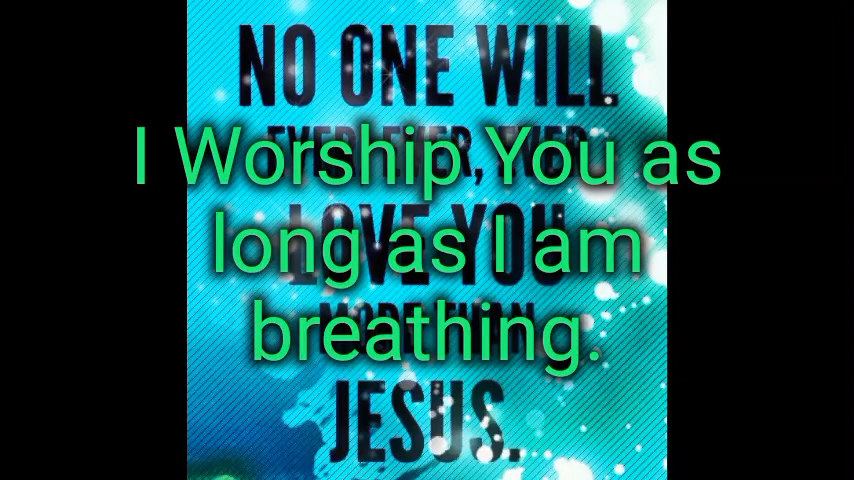 NO ONE WILL
EVER, EVER, EVER
I Worship You as
LOVE YOU
long as I am
MORE THAN
breathing.
JESUS.